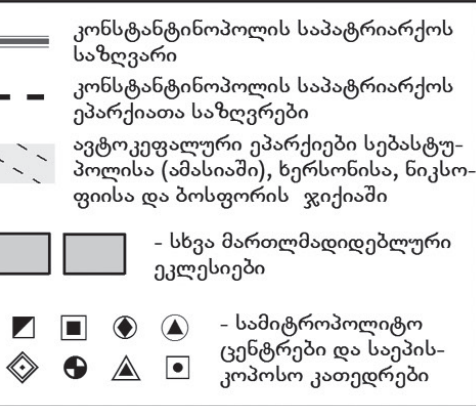 კონსტანტინოპოლის საპატრიარქოს
საზღვარი
კონსტანტინოპოლის საპატრიარქოს
ეპარქიათა საზღვრები
ავტოკეფალური ეპარქიები სებასტუ-
პოლისა (ამასიაში), ხერსონისა, ნიკსო-
ფიისა და ბოსფორის ჯიქიაში
- სხვა მართლმადიდებლური
ეკლესიები
- სამიტროპოლიტო
ცენტრები და საეპის-
კოპოსო კათედრები